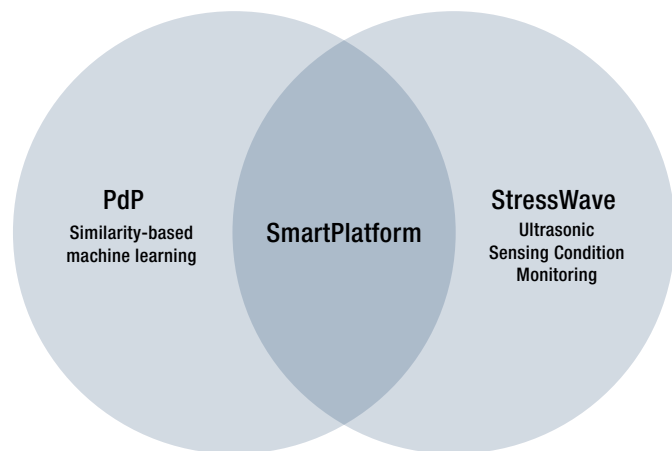 PdP
Similarity-based
machine learning
SmartPlatform
StressWave
Ultrasonic
Sensing Condition
Monitoring